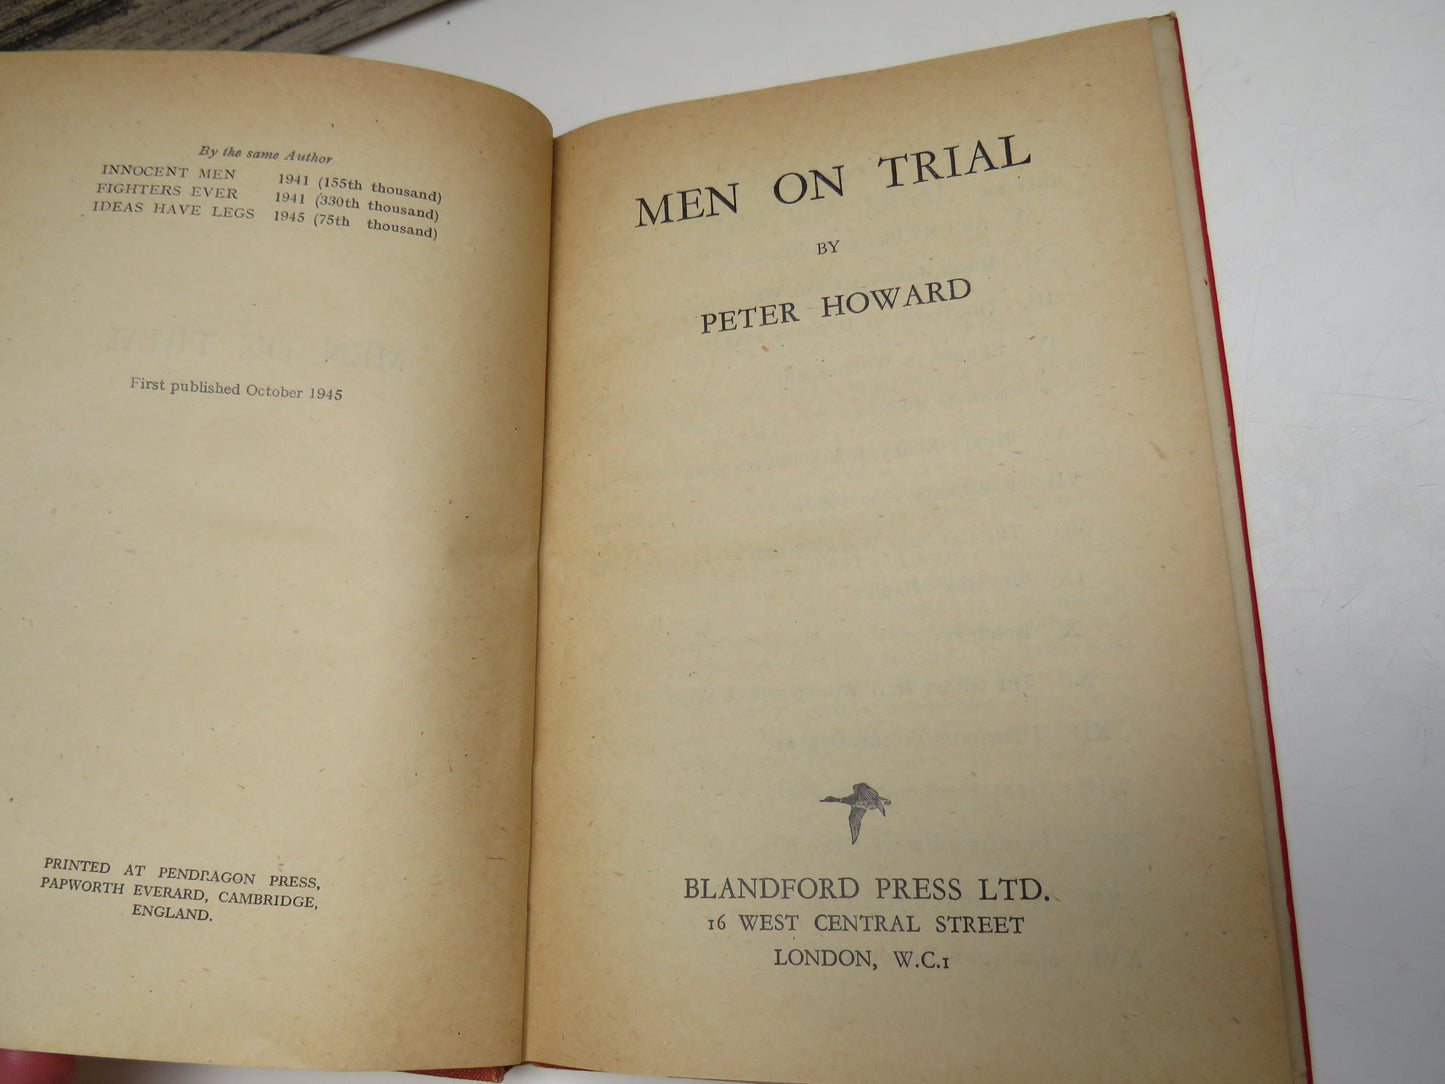 By the same Author
INNOCENT MEN 1941 (155th thousand)
FIGHTERS EVER 1941 (330th thousand)
IDEAS HAVE LEGS 1945 (75th thousand)
First published October 1945
PRINTED AT PENDRAGON PRESS,
PAPWORTH EVERARD, CAMBRIDGE,
ENGLAND.
MEN ON TRIAL
BY
PETER HOWARD
BLANDFORD PRESS LTD.
16 WEST CENTRAL STREET
LONDON, W.C.1